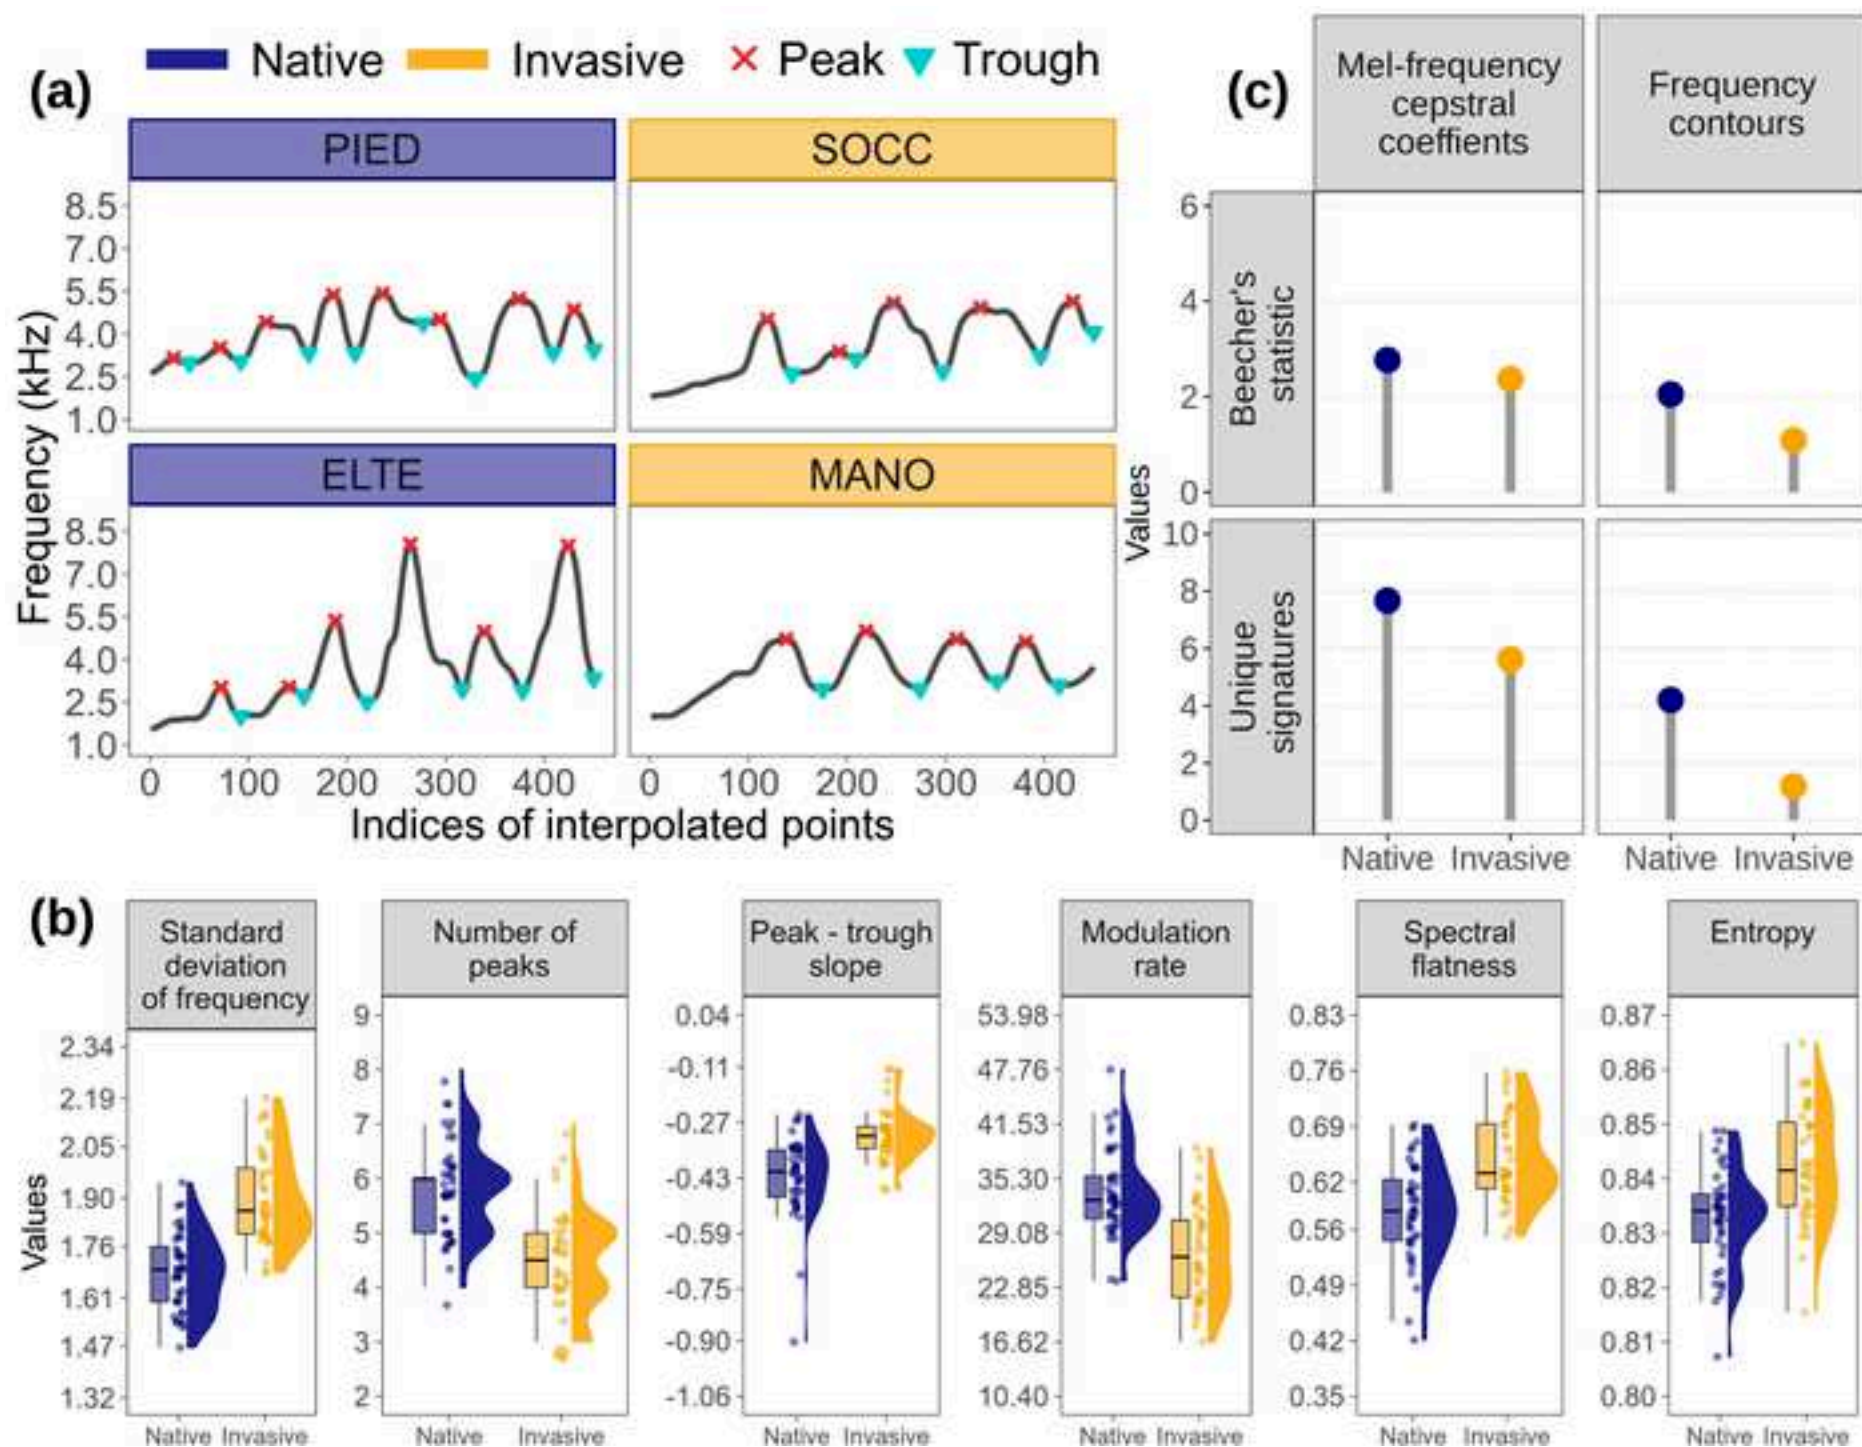 Native Invasive Peak Trough
(a)
PIED SOCC
8.5
7.0
5.5
4.0
2.5
1.0
ELTE MANO
8.5
7.0
5.5
4.0
2.5
1.0
0 100 200 300 400 0 100 200 300 400
Frequency (kHz)
Indices of interpolated points
(c)
Mel-frequency
cepstral
coeffients
Frequency
contours
Beecher's
statistic
6
4
2
0
Values
Unique
signatures
10
8
6
4
2
0
Native Invasive Native Invasive
(b)
Values
Standard
deviation
of frequency
2.34
2.19
2.05
1.90
1.76
1.61
1.47
1.32
Native Invasive
Number of
peaks
9
8
7
6
5
4
3
2
Native Invasive
Peak - trough
slope
0.04
-0.11
-0.27
-0.43
-0.59
-0.75
-0.90
-1.06
Native Invasive
Modulation
rate
53.98
47.76
41.53
35.30
29.08
22.85
16.62
10.40
Native Invasive
Spectral
flatness
0.83
0.76
0.69
0.62
0.56
0.49
0.42
0.35
Native Invasive
Entropy
0.87
0.86
0.85
0.84
0.83
0.82
0.81
0.80
Native Invasive